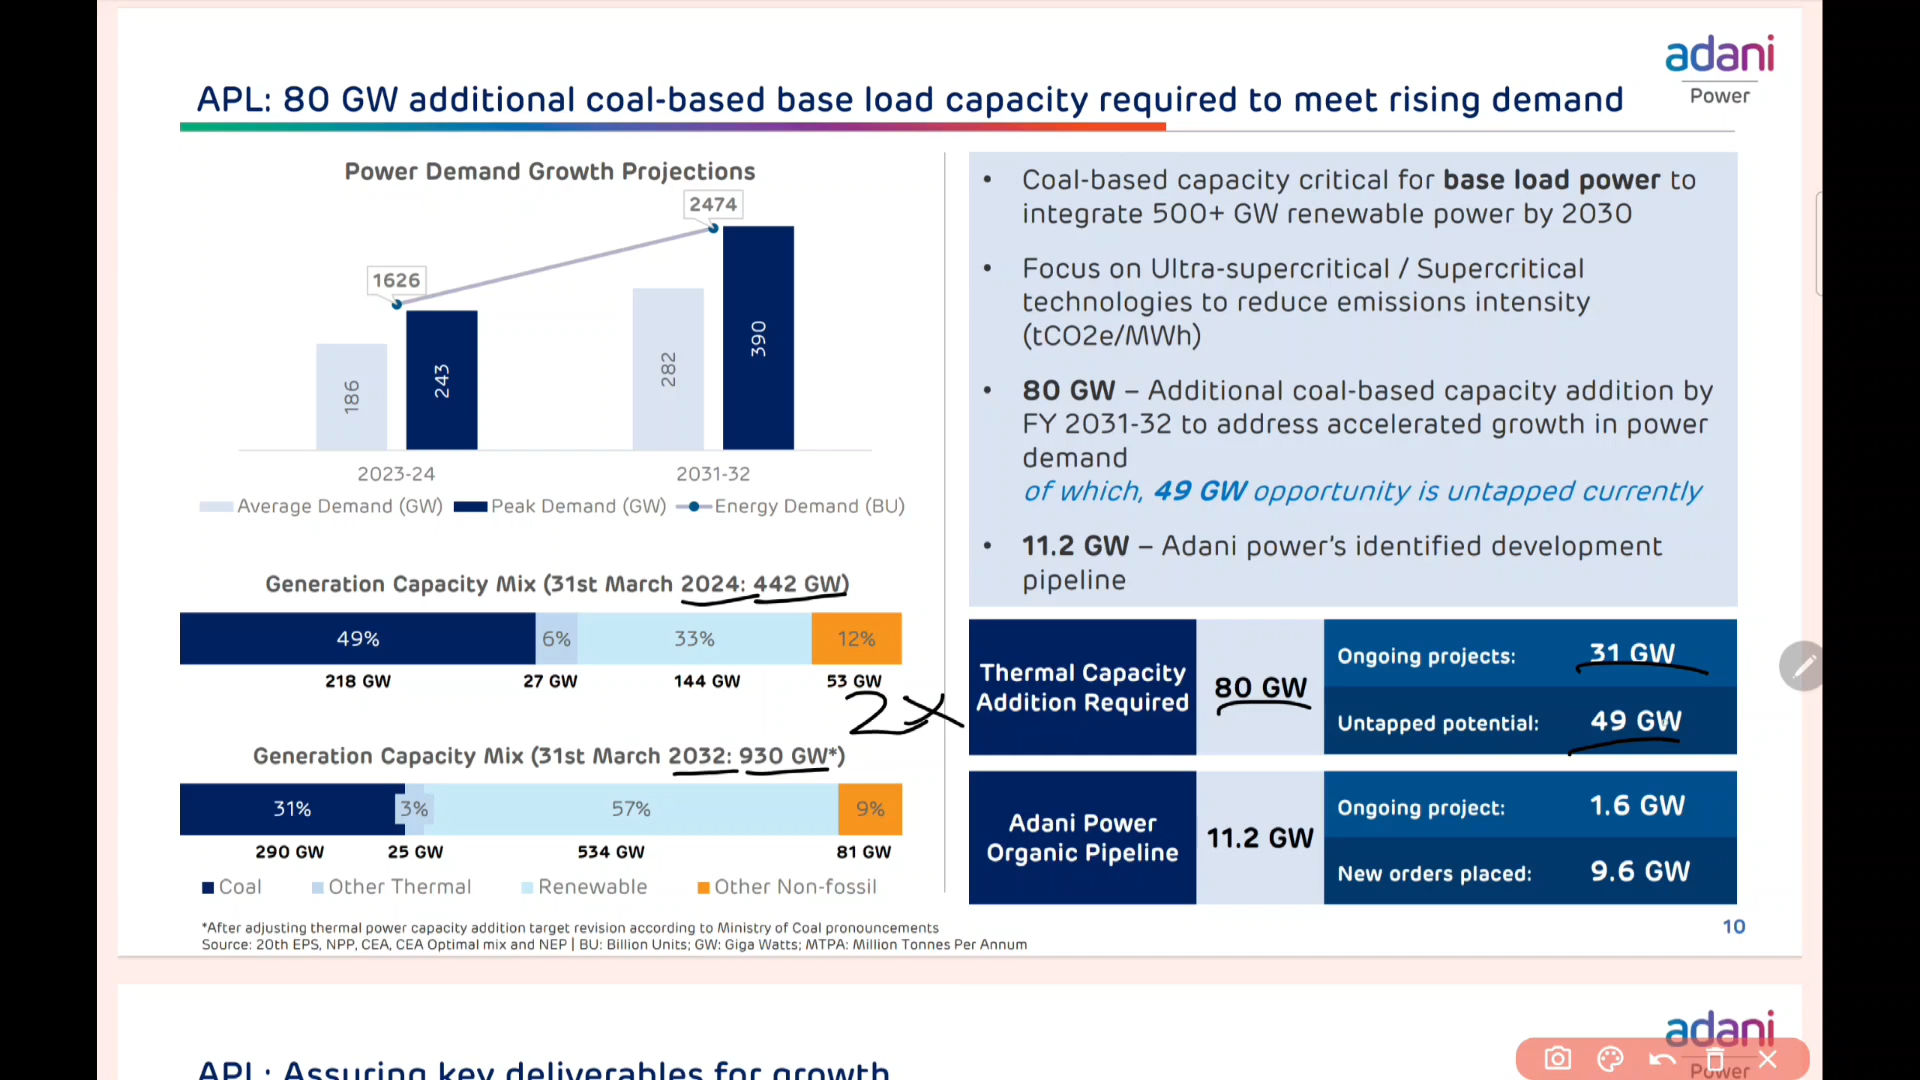 adani
Power
APL: 80 GW additional coal-based base load capacity required to meet rising demand
Power Demand Growth Projections
2474
1626
186
243
282
390
2023-24
2031-32
Average Demand (GW)
Peak Demand (GW)
Energy Demand (BU)
Generation Capacity Mix (31st March 2024: 442 GW)
49%
6%
33%
12%
218 GW
27 GW
144 GW
53 GW
2x
Generation Capacity Mix (31st March 2032: 930 GW*)
31%
3%
57%
9%
290 GW
25 GW
534 GW
81 GW
Coal
Other Thermal
Renewable
Other Non-fossil
*After adjusting thermal power capacity addition target revision according to Ministry of Coal pronouncements
Source: 20th EPS, NPP, CEA, CEA Optimal mix and NEP | BU: Billion Units; GW: Giga Watts; MTPA: Million Tonnes Per Annum
• Coal-based capacity critical for base load power to
integrate 500+ GW renewable power by 2030
• Focus on Ultra-supercritical / Supercritical
technologies to reduce emissions intensity
(tCO2e/MWh)
• 80 GW – Additional coal-based capacity addition by
FY 2031-32 to address accelerated growth in power
demand
of which, 49 GW opportunity is untapped currently
• 11.2 GW – Adani power's identified development
pipeline
Thermal Capacity
Addition Required
80 GW
Ongoing projects: 31 GW
Untapped potential: 49 GW
Adani Power
Organic Pipeline
11.2 GW
Ongoing project: 1.6 GW
New orders placed: 9.6 GW
10
adani
Power
APL: Assuring key deliverables for growth